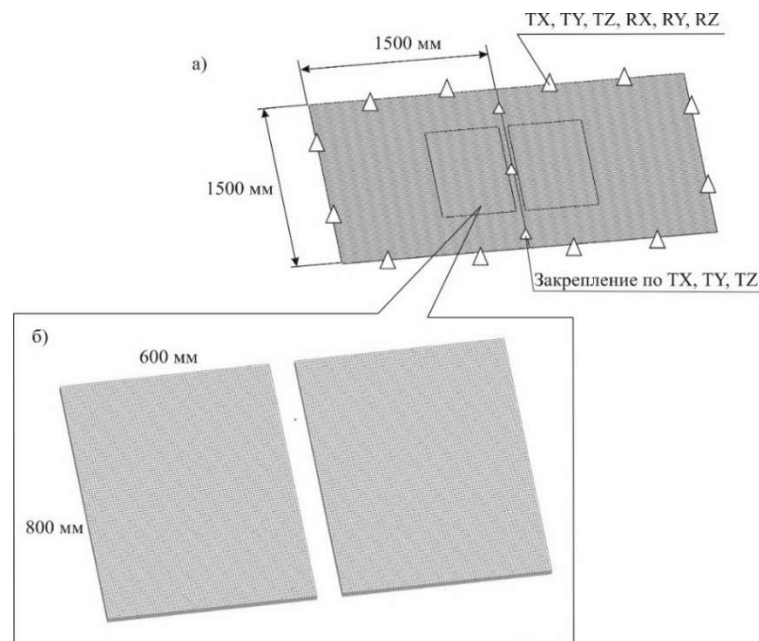 TX, TY, TZ, RX, RY, RZ
а)
1500 мм
1500 мм
Закрепление по TX, TY, TZ
б)
600 мм
800 мм